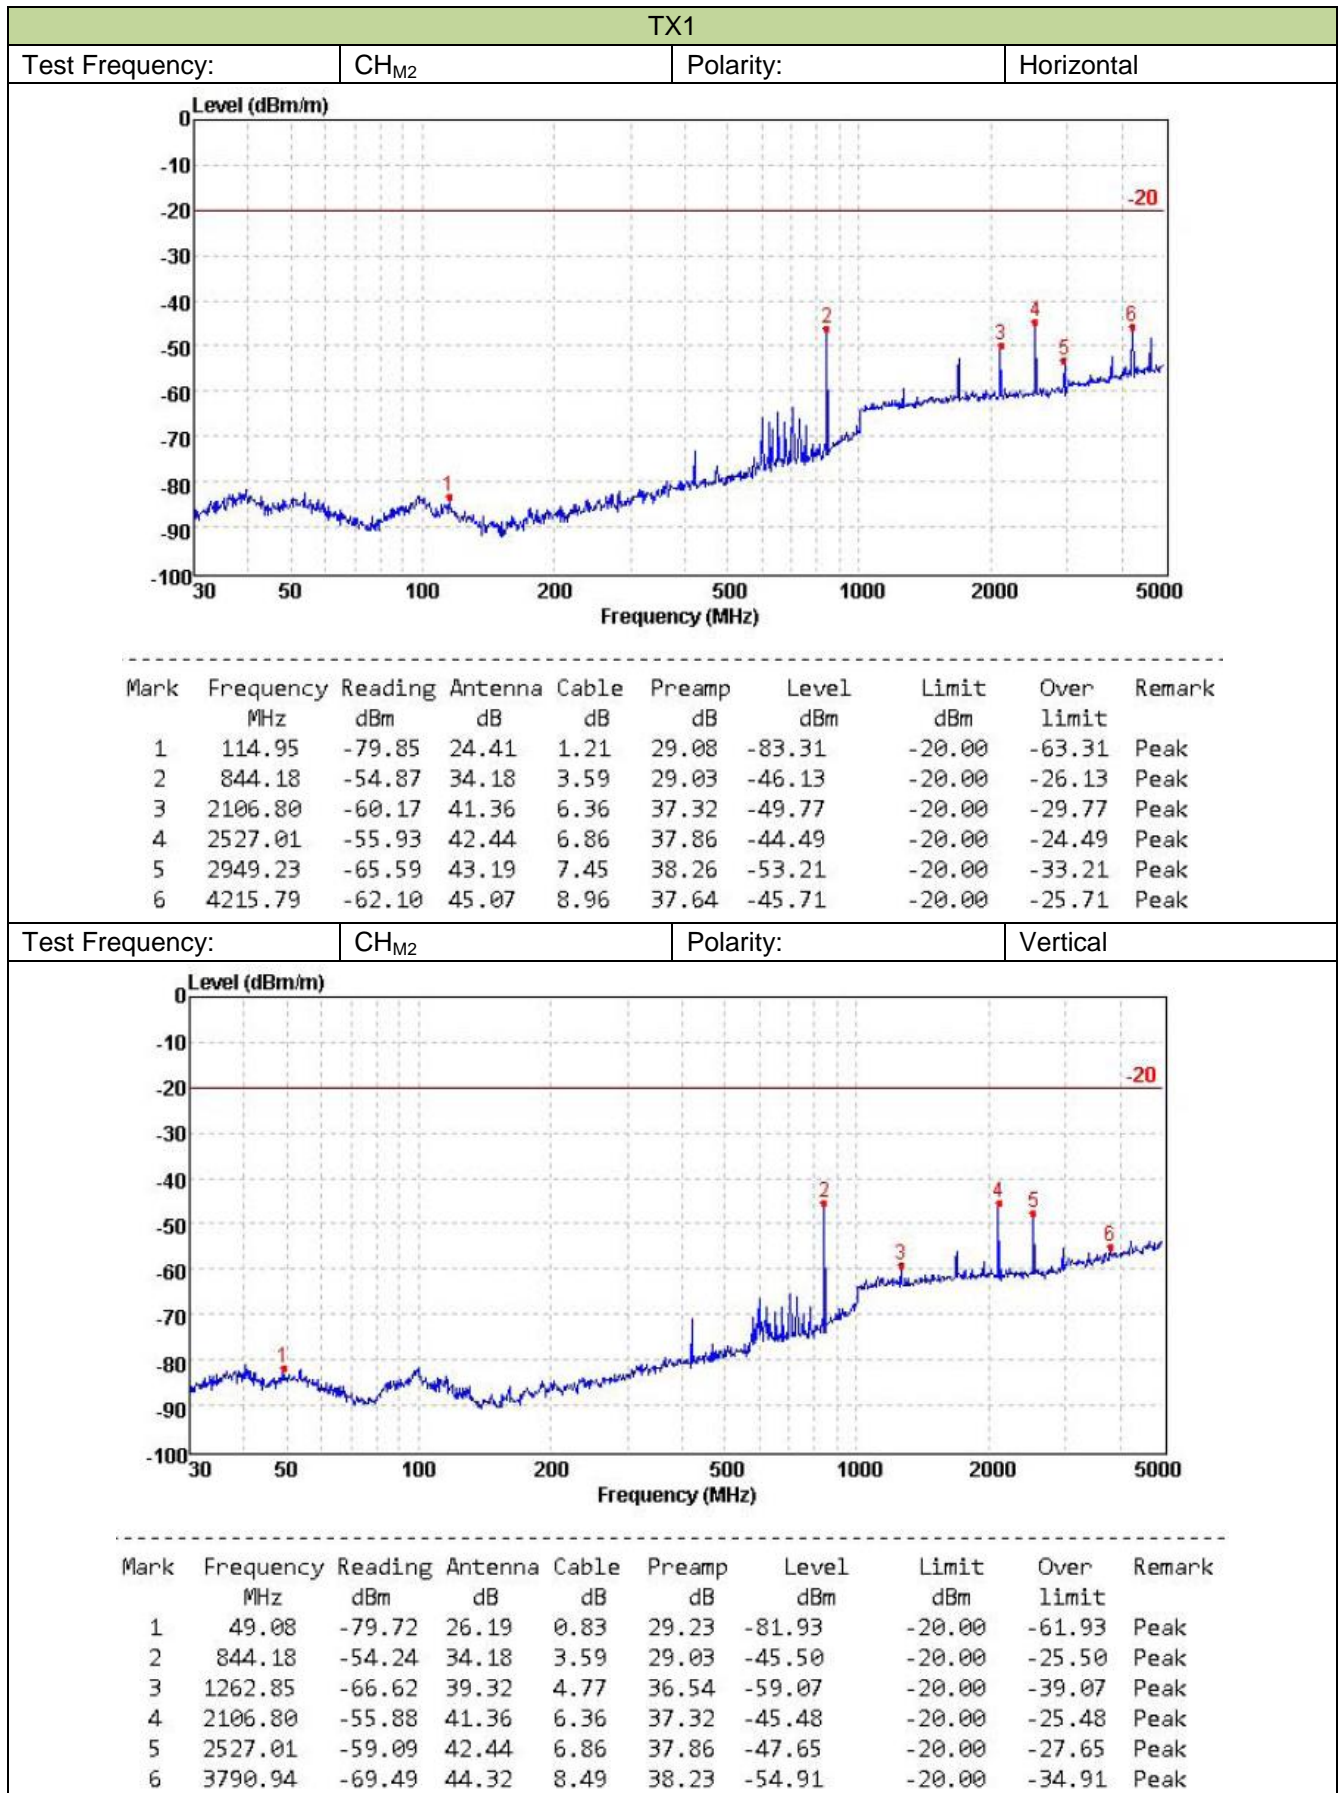 TX1
Test Frequency: CHM2 Polarity: Horizontal
Level (dBm/m)
0
-10
-20
-20
-30
-40
-50
-60
-70
-80
-90
-100
2
3
4
5
6
1
30 50 100 200 500 1000 2000 5000
Frequency (MHz)
Mark Frequency Reading Antenna Cable Preamp Level Limit Over Remark
MHz dBm dB dB dB dBm dBm limit
1 114.95 -79.85 24.41 1.21 29.08 -83.31 -20.00 -63.31 Peak
2 844.18 -54.87 34.18 3.59 29.03 -46.13 -20.00 -26.13 Peak
3 2106.80 -60.17 41.36 6.36 37.32 -49.77 -20.00 -29.77 Peak
4 2527.01 -55.93 42.44 6.86 37.86 -44.49 -20.00 -24.49 Peak
5 2949.23 -65.59 43.19 7.45 38.26 -53.21 -20.00 -33.21 Peak
6 4215.79 -62.10 45.07 8.96 37.64 -45.71 -20.00 -25.71 Peak
Test Frequency: CHM2 Polarity: Vertical
Level (dBm/m)
0
-10
-20
-20
-30
-40
-50
-60
-70
-80
-90
-100
2
3
4
5
6
1
30 50 100 200 500 1000 2000 5000
Frequency (MHz)
Mark Frequency Reading Antenna Cable Preamp Level Limit Over Remark
MHz dBm dB dB dB dBm dBm limit
1 49.08 -79.72 26.19 0.83 29.23 -81.93 -20.00 -61.93 Peak
2 844.18 -54.24 34.18 3.59 29.03 -45.50 -20.00 -25.50 Peak
3 1262.85 -66.62 39.32 4.77 36.54 -59.07 -20.00 -39.07 Peak
4 2106.80 -55.88 41.36 6.36 37.32 -45.48 -20.00 -25.48 Peak
5 2527.01 -59.09 42.44 6.86 37.86 -47.65 -20.00 -27.65 Peak
6 3790.94 -69.49 44.32 8.49 38.23 -54.91 -20.00 -34.91 Peak